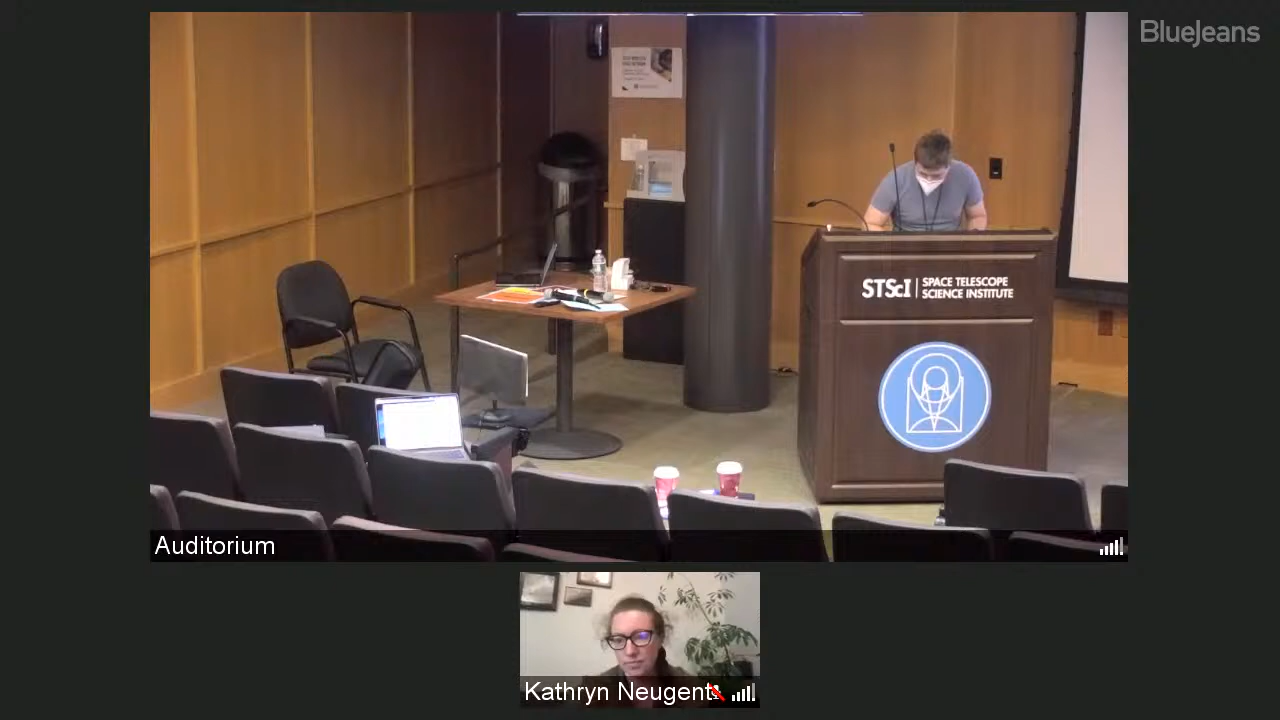 BlueJeans
STScI | SPACE TELESCOPE
SCIENCE INSTITUTE
Auditorium
Kathryn Neugent